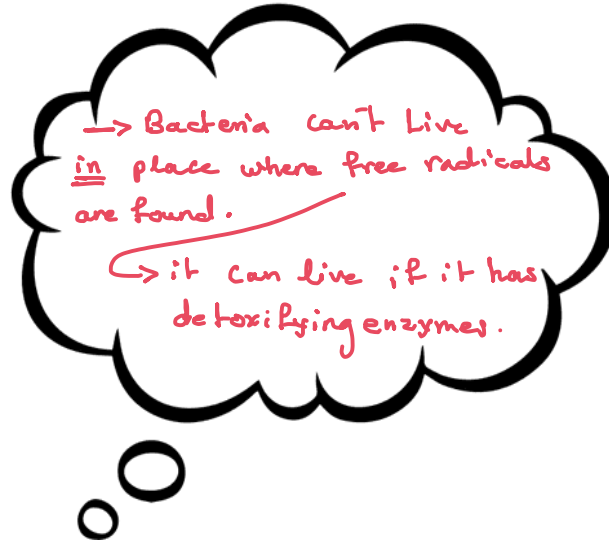 → Bacteria can't Live
in place where free radicals
are found.
→ it can live if it has
detoxifying enzymes.